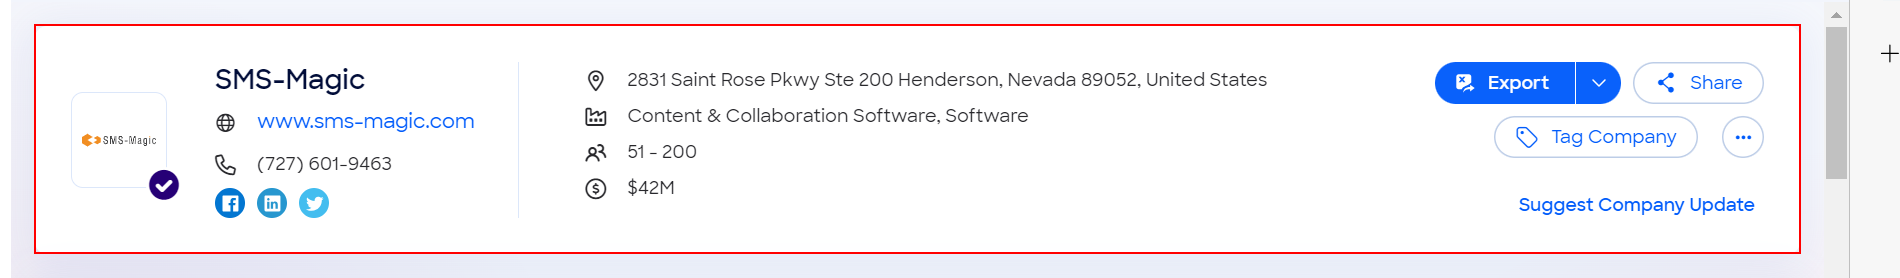 SMS-Magic
SMS-Magic
www.sms-magic.com
(727) 601-9463
2831 Saint Rose Pkwy Ste 200 Henderson, Nevada 89052, United States
Content & Collaboration Software, Software
51 - 200
$42M
Export
Share
Tag Company
Suggest Company Update